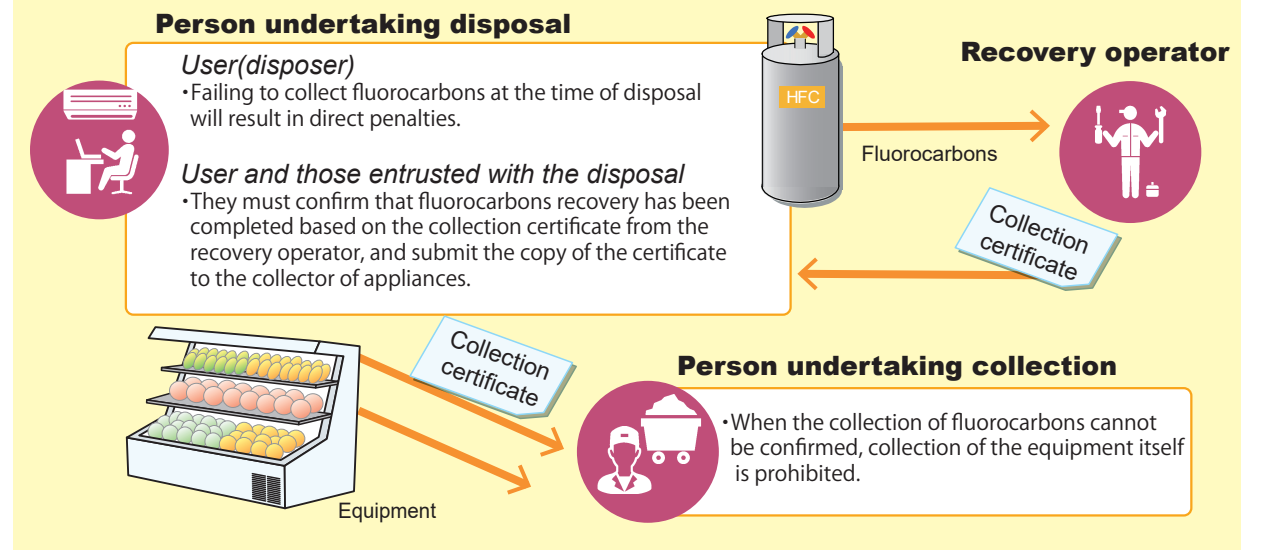 Person undertaking disposal
User(disposer)
・Failing to collect fluorocarbons at the time of disposal
will result in direct penalties.
User and those entrusted with the disposal
・They must confirm that fluorocarbons recovery has been
completed based on the collection certificate from the
recovery operator, and submit the copy of the certificate
to the collector of appliances.
HFC
Fluorocarbons
Recovery operator
Collection
certificate
Collection
certificate
Equipment
Person undertaking collection
・When the collection of fluorocarbons cannot
be confirmed, collection of the equipment itself
is prohibited.